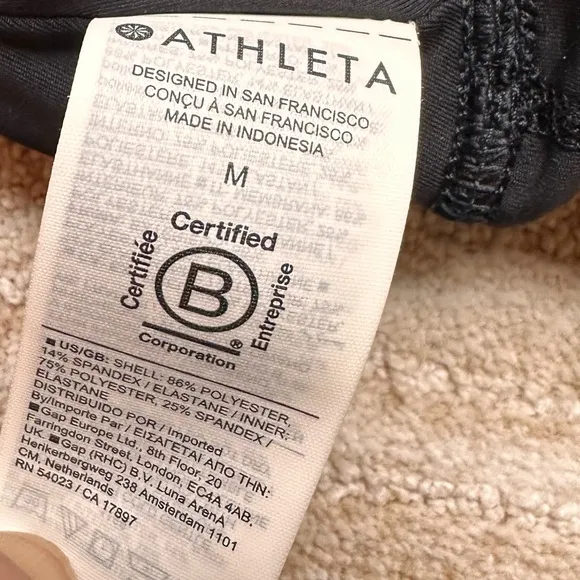 ATHLETA
DESIGNED IN SAN FRANCISCO
CONÇU À SAN FRANCISCO
MADE IN INDONESIA
M
Certified
Certifiée
B
Entreprise
®
Corporation
■ US/GB: SHELL: 86% POLYESTER,
14% SPANDEX / ELASTANE / INNER:
75% POLYESTER, 25% SPANDEX /
ELASTANE
DISTRIBUIDO POR / Imported
By/Importe Par / ΕΙΣΑΓΕΤΑΙ ΑΠΟ ΤΗΝ:
■ Gap Europe Ltd., 8th Floor, 20
Farringdon Street, London, EC4A 4AB,
UK. ■ Gap (RHC) B.V. Luna ArenA
Herikerbergweg 238 Amsterdam 1101
CM. Netherlands
RN 54023 / CA 17897